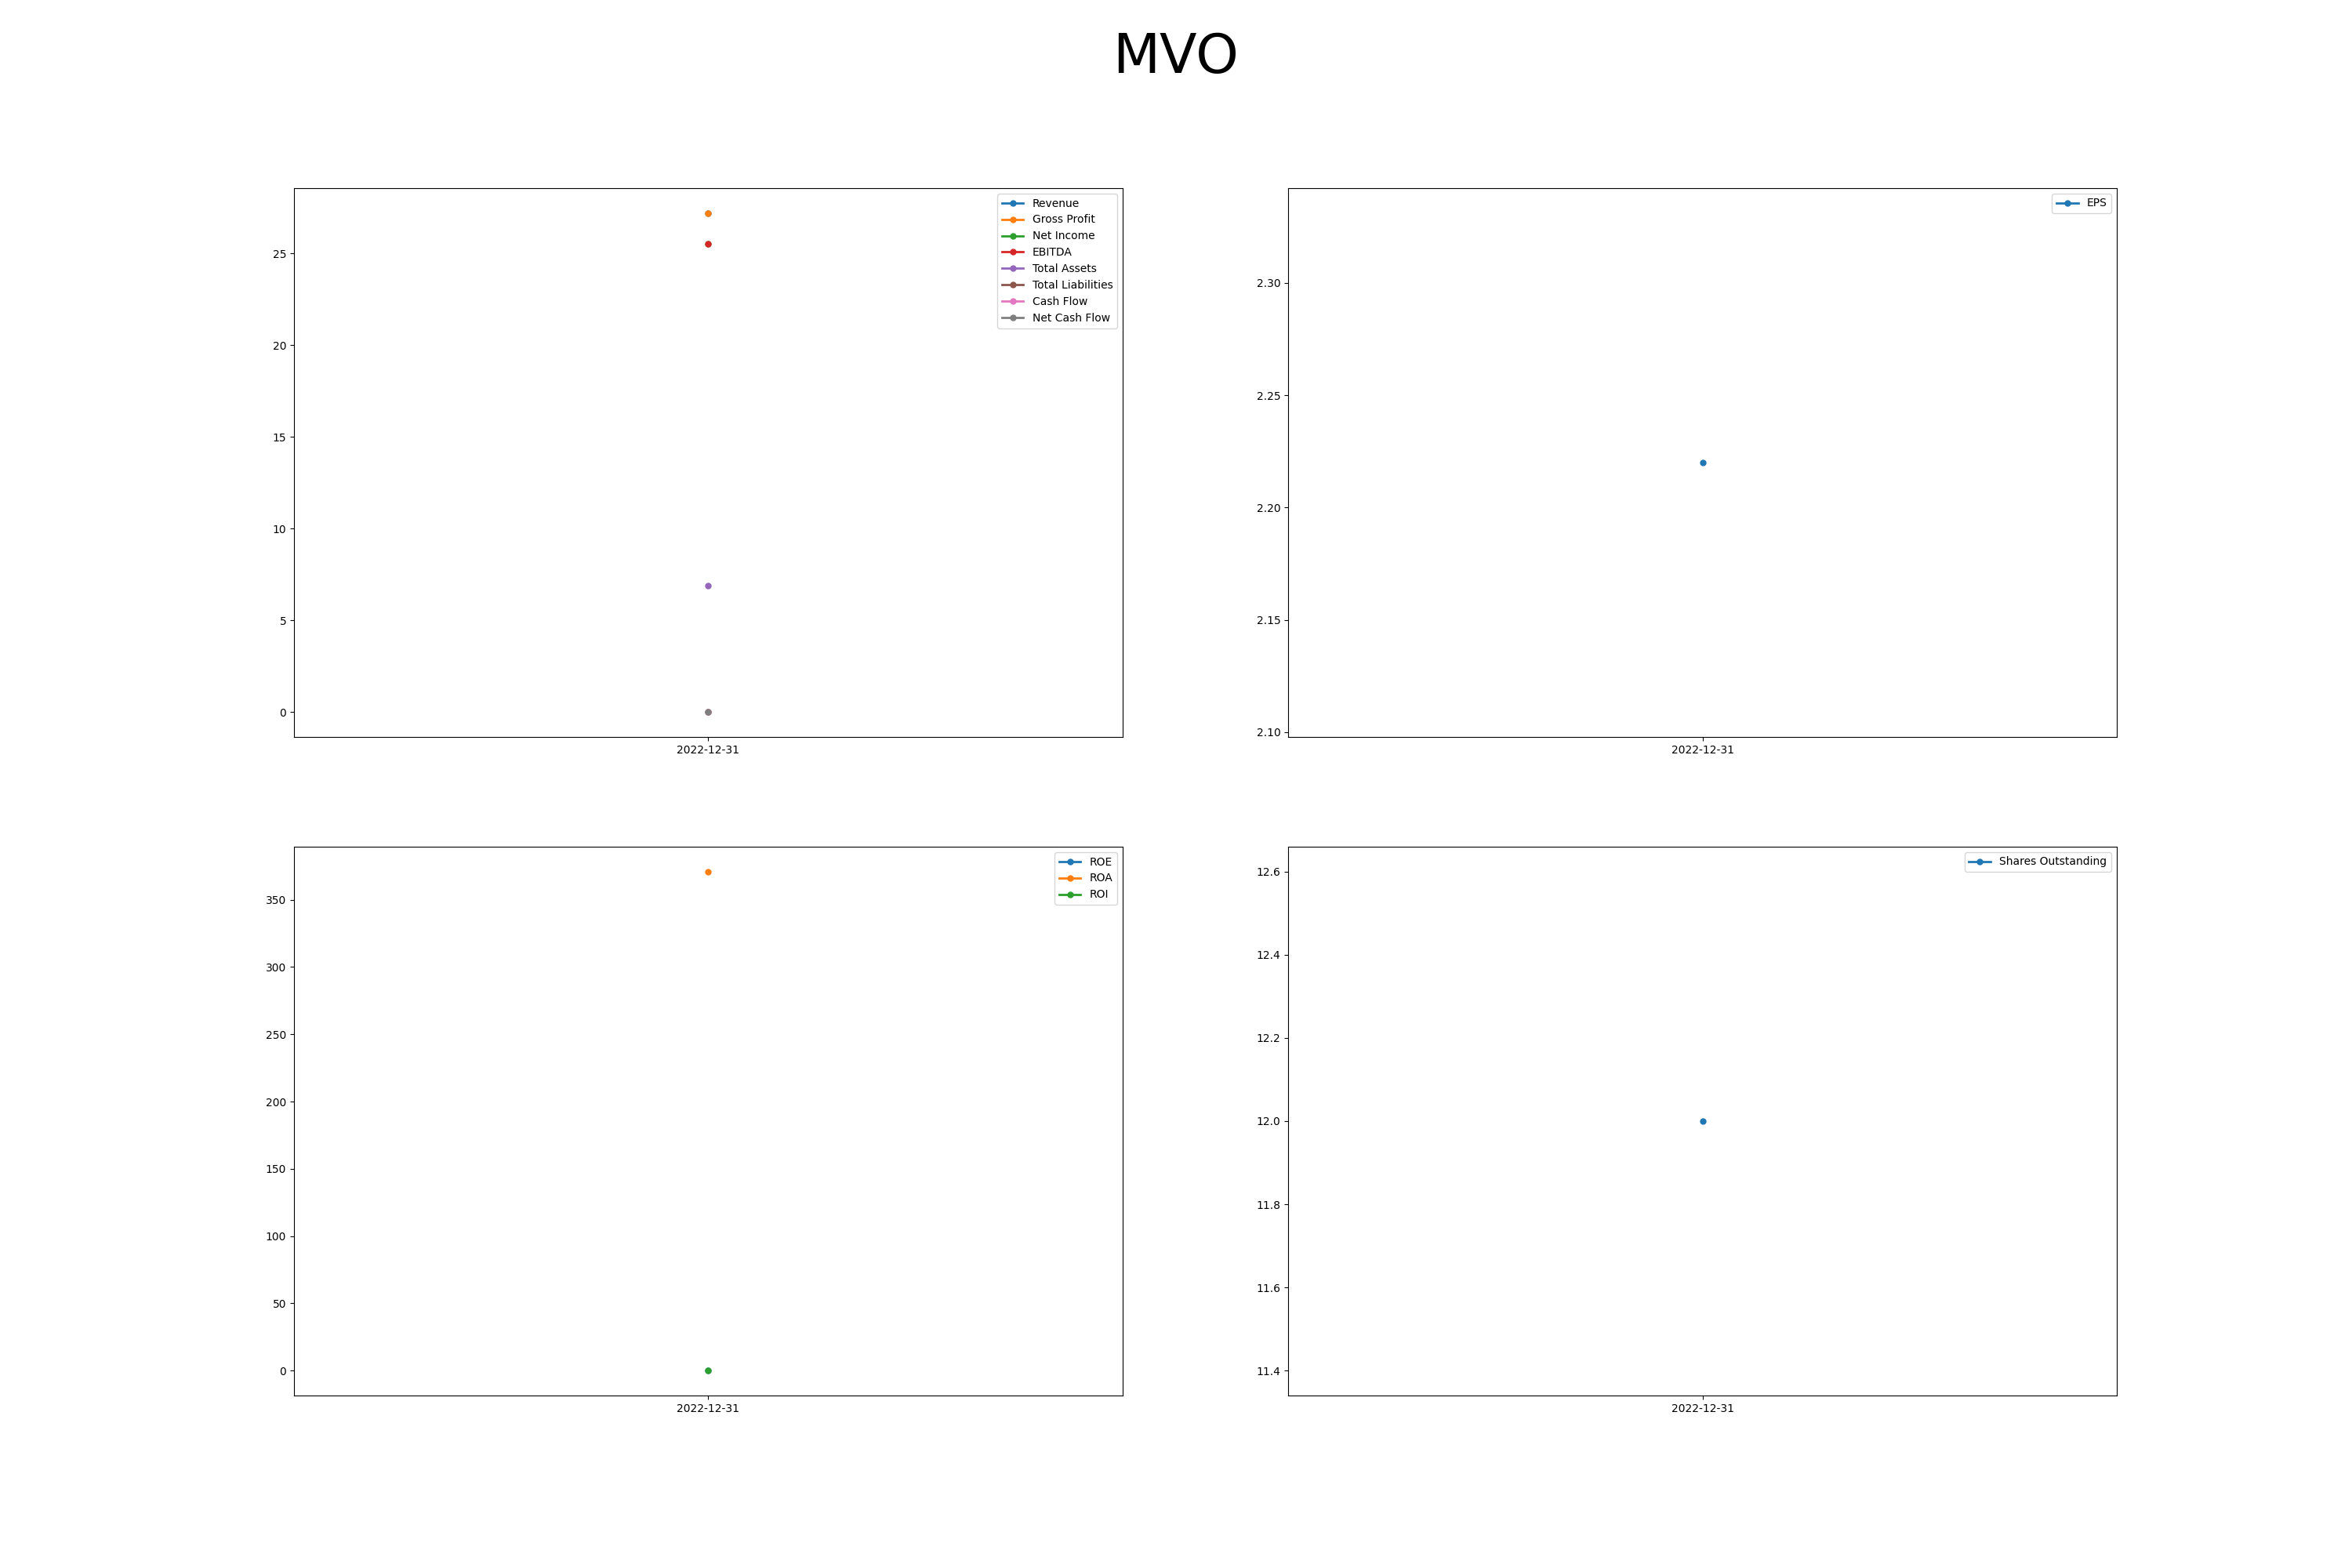 MVO
Revenue
Gross Profit
Net Income
EBITDA
Total Assets
Total Liabilities
Cash Flow
Net Cash Flow
25
20
15
10
5
0
2022-12-31
EPS
2.30
2.25
2.20
2.15
2.10
2022-12-31
ROE
ROA
ROI
350
300
250
200
150
100
50
0
2022-12-31
Shares Outstanding
12.6
12.4
12.2
12.0
11.8
11.6
11.4
2022-12-31